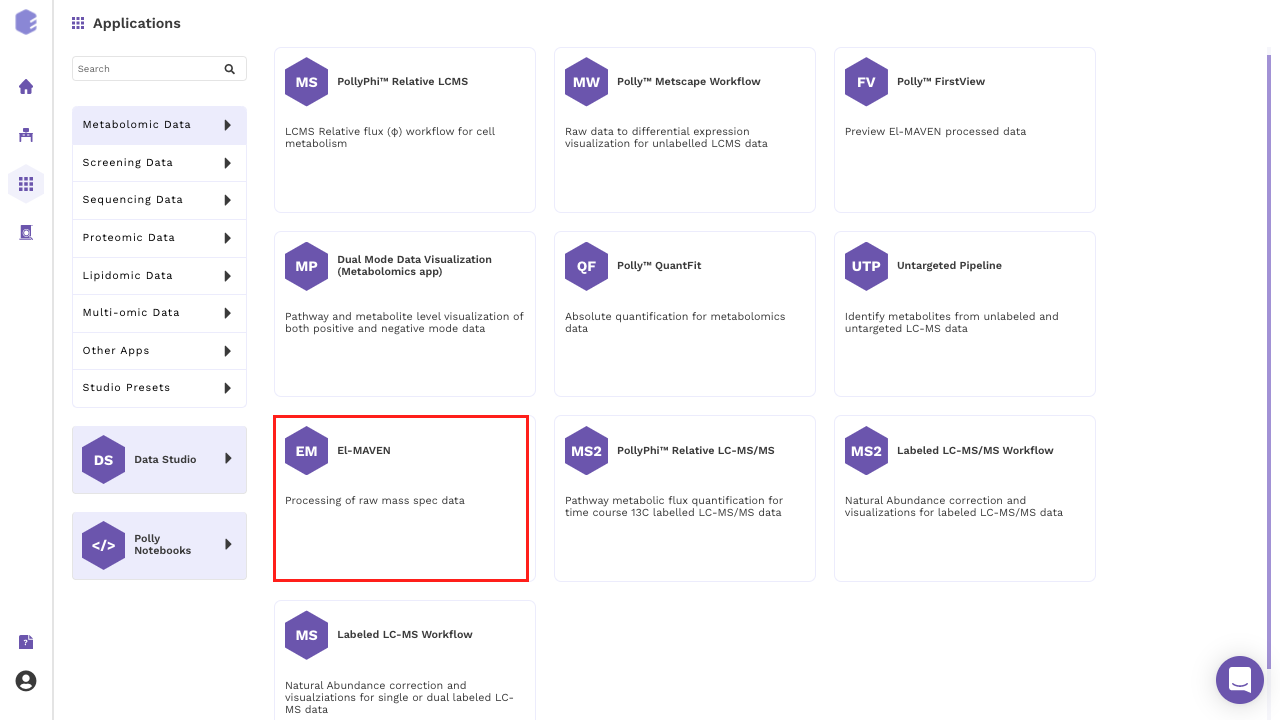 Applications
Search
Metabolomic Data
Screening Data
Sequencing Data
Proteomic Data
Lipidomic Data
Multi-omic Data
Other Apps
Studio Presets
DS
Data Studio
</>
Polly
Notebooks
MS
PollyPhi™ Relative LCMS
LCMS Relative flux (ϕ) workflow for cell
metabolism
MW
Polly™ Metscape Workflow
Raw data to differential expression
visualization for unlabelled LCMS data
FV
Polly™ FirstView
Preview El-MAVEN processed data
MP
Dual Mode Data Visualization
(Metabolomics app)
Pathway and metabolite level visualization of
both positive and negative mode data
QF
Polly™ QuantFit
Absolute quantification for metabolomics
data
UTP
Untargeted Pipeline
Identify metabolites from unlabeled and
untargeted LC-MS data
EM
El-MAVEN
Processing of raw mass spec data
MS2
PollyPhi™ Relative LC-MS/MS
Pathway metabolic flux quantification for
time course 13C labelled LC-MS/MS data
MS2
Labeled LC-MS/MS Workflow
Natural Abundance correction and
visualizations for labeled LC-MS/MS data
MS
Labeled LC-MS Workflow
Natural Abundance correction and
visualziations for single or dual labeled LC-
MS data
?